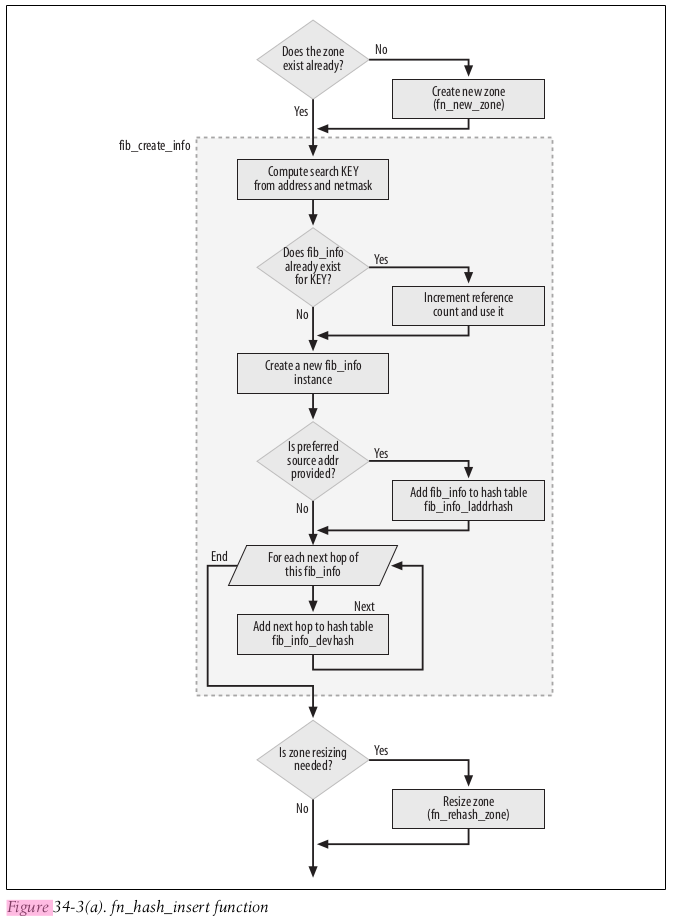 Does the zone
exist already?
No
Create new zone
(fn_new_zone)
Yes
fib_create_info
Compute search KEY
from address and netmask
Does fib_info
already exist
for KEY?
Yes
Increment reference
count and use it
No
Create a new fib_info
instance
Is preferred
source addr
provided?
Yes
Add fib_info to hash table
fib_info_laddrhash
No
End
For each next hop of
this fib_info
Next
Add next hop to hash table
fib_info_devhash
Is zone resizing
needed?
Yes
Resize zone
(fn_rehash_zone)
No
Figure 34-3(a). fn_hash_insert function